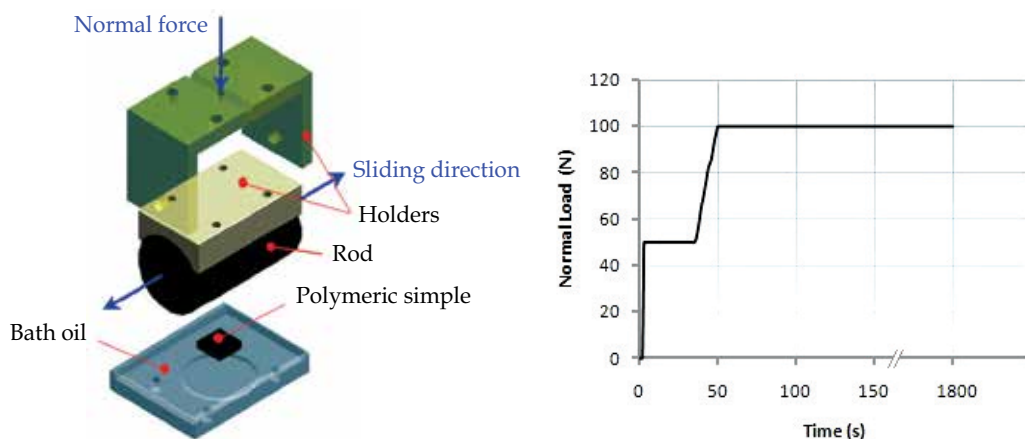 Normal force
Sliding direction
Holders
Rod
Polymeric simple
Bath oil
Normal Load (N)
120
100
80
60
40
20
0
0 50 100 150 1800
Time (s)